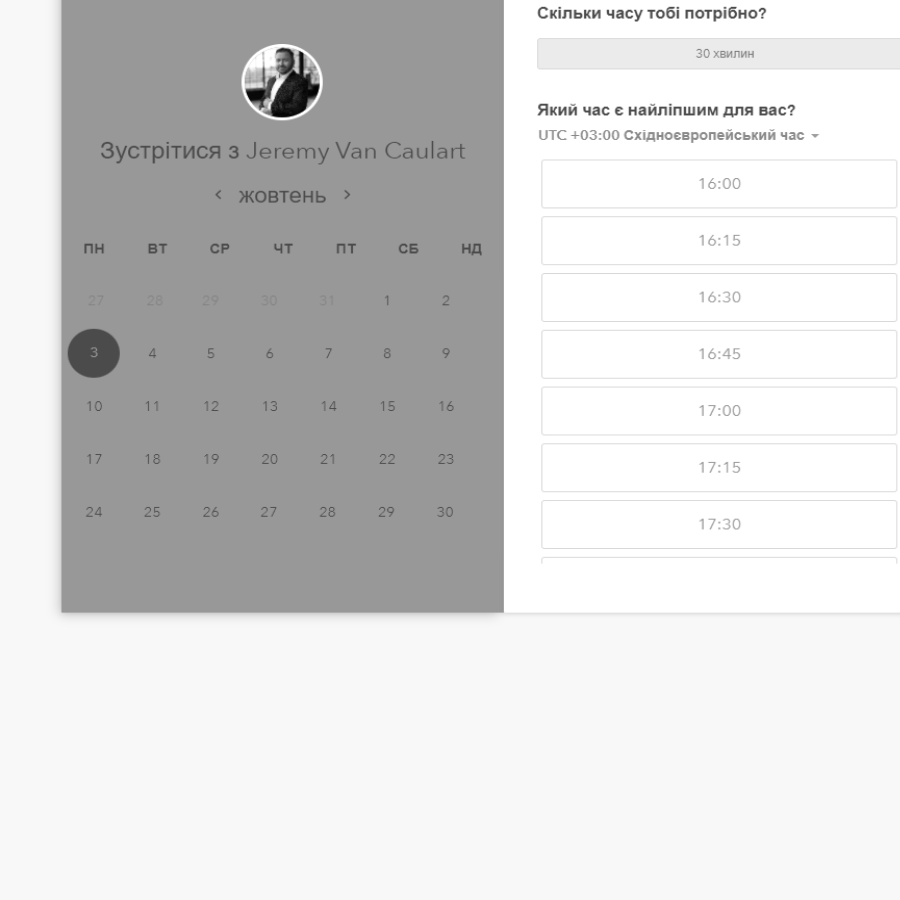 Зустрітися з Jeremy Van Caulart
‹ жовтень ›
ПН ВТ СР ЧТ ПТ СБ НД
27 28 29 30 31 1 2
3 4 5 6 7 8 9
10 11 12 13 14 15 16
17 18 19 20 21 22 23
24 25 26 27 28 29 30
Скільки часу тобі потрібно?
30 хвилин
Який час є найліпшим для вас?
UTC +03:00 Східноєвропейський час
16:00
16:15
16:30
16:45
17:00
17:15
17:30